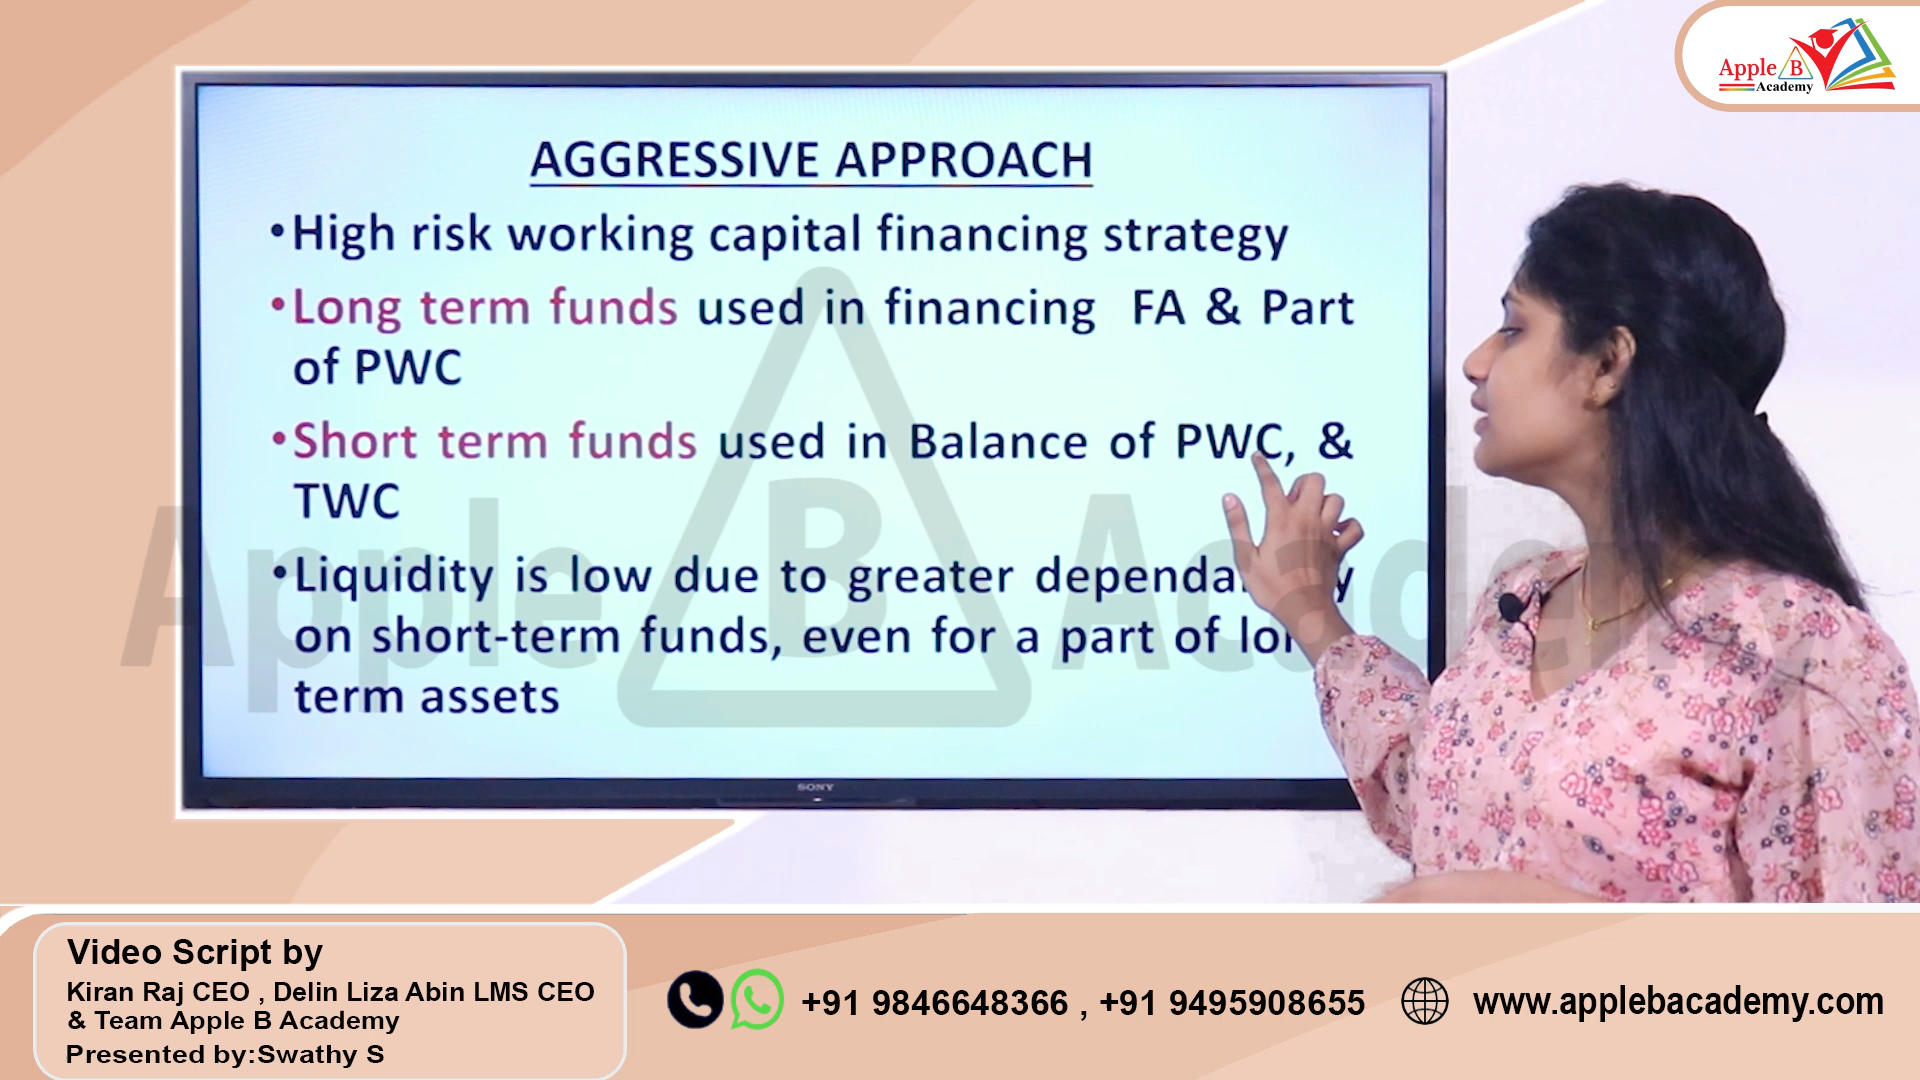 Apple B
Academy
AGGRESSIVE APPROACH
•High risk working capital financing strategy
•Long term funds used in financing FA & Part
of PWC
•Short term funds used in Balance of PWC, &
TWC
•Liquidity is low due to greater
on short-term funds, even for a part of
term assets
SONY
Apple B Academy
Video Script by
Kiran Raj CEO , Delin Liza Abin LMS CEO
& Team Apple B Academy
Presented by:Swathy S
+91 9846648366 , +91 9495908655
www.applebacademy.com